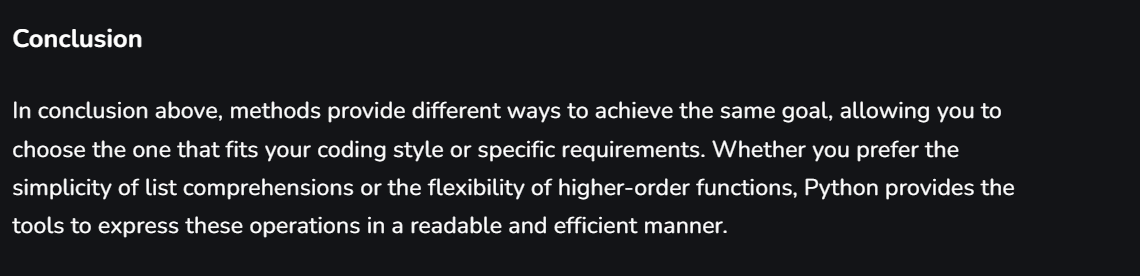 Conclusion
In conclusion above, methods provide different ways to achieve the same goal, allowing you to
choose the one that fits your coding style or specific requirements. Whether you prefer the
simplicity of list comprehensions or the flexibility of higher-order functions, Python provides the
tools to express these operations in a readable and efficient manner.